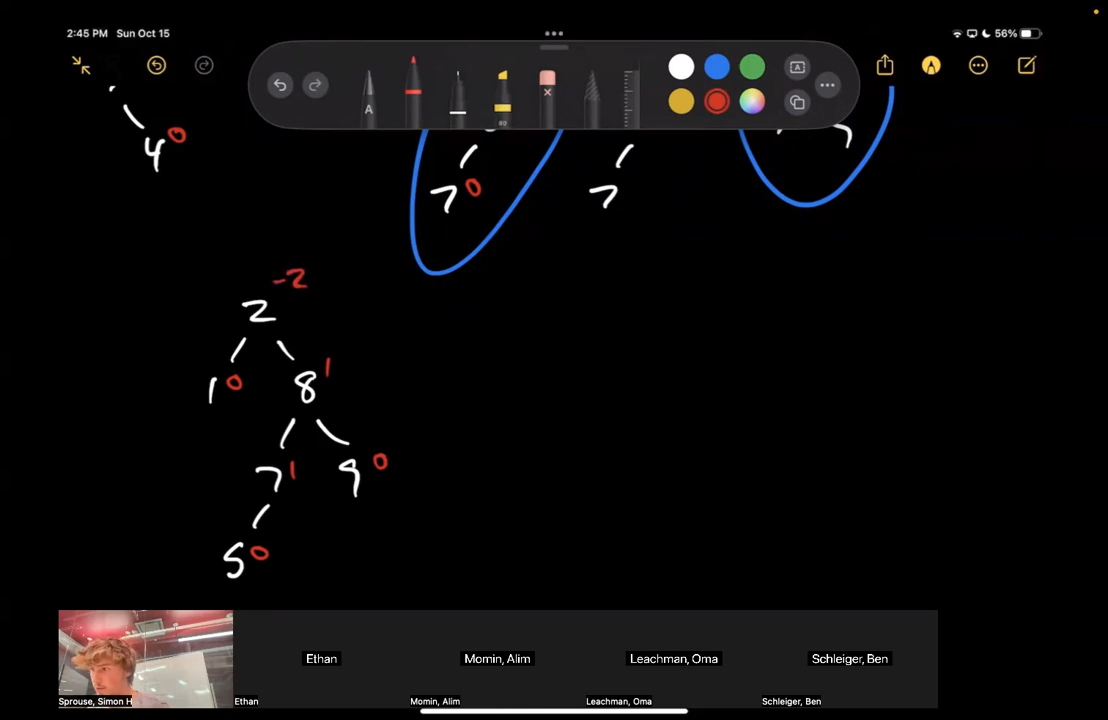 2:45 PM Sun Oct 15
56%
A
80
A
4 0
7 0
7
-2
2
1 0 8 1
7 1 9 0
5 0
Ethan
Momin, Alim
Leachman, Oma
Schleiger, Ben
Sprouse, Simon H
Ethan
Momin, Alim
Leachman, Oma
Schleiger, Ben